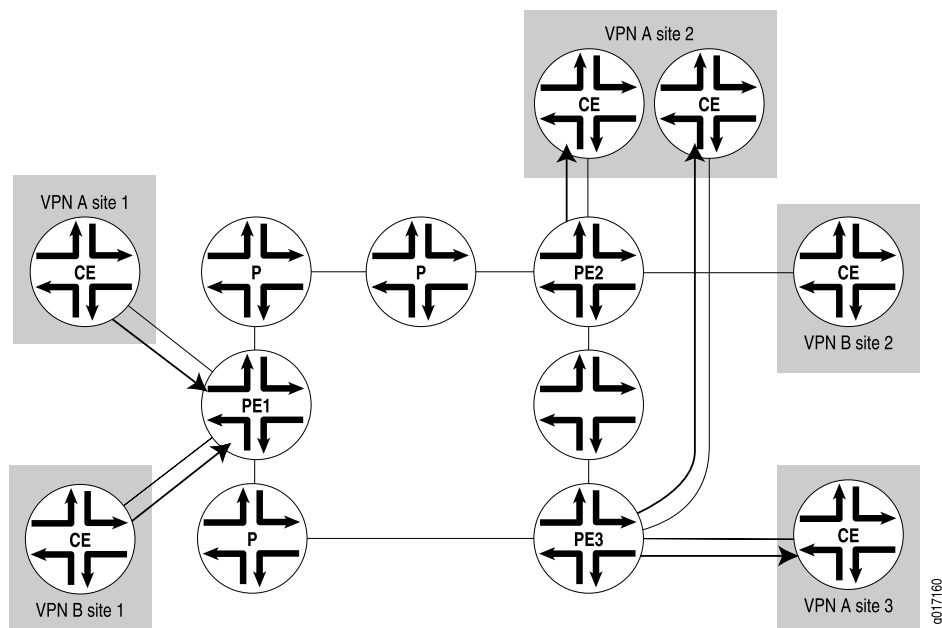 VPN A site 2
CE
CE
VPN A site 1
CE
P
P
PE2
CE
VPN B site 2
PE1
CE
VPN B site 1
P
PE3
CE
VPN A site 3
g017160